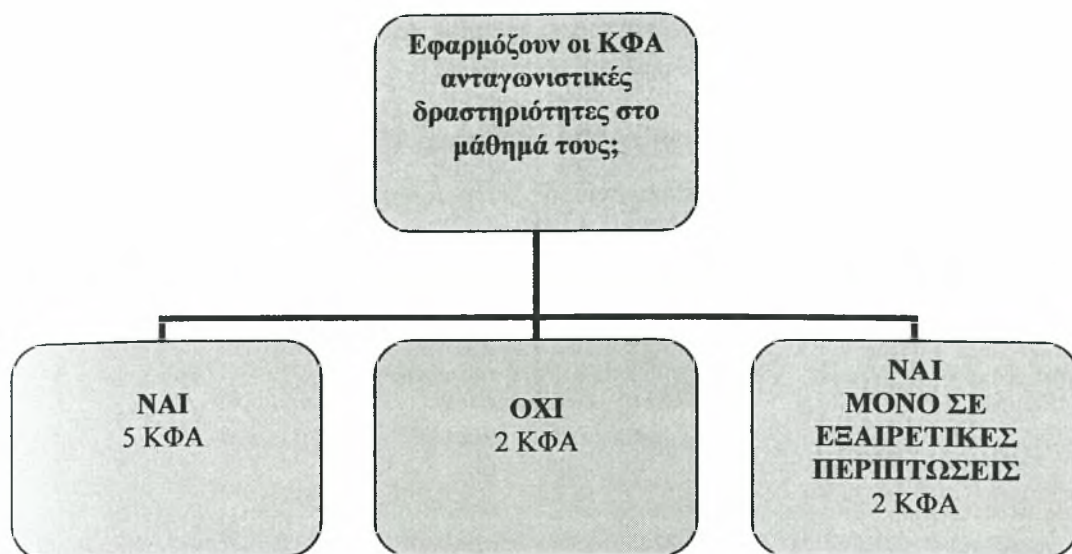 Εφαρμόζουν οι ΚΦΑ
ανταγωνιστικές
δραστηριότητες στο
μάθημά τους;
ΝΑΙ
5 ΚΦΑ
ΟΧΙ
2 ΚΦΑ
ΝΑΙ
ΜΟΝΟ ΣΕ
ΕΞΑΙΡΕΤΙΚΕΣ
ΠΕΡΙΠΤΩΣΕΙΣ
2 ΚΦΑ